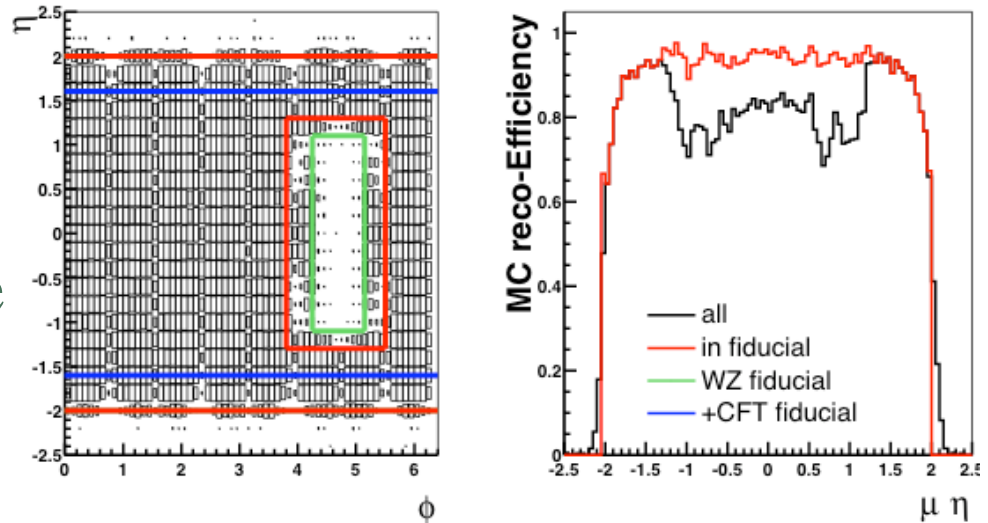 η
2.5
2
1.5
1
0.5
0
-0.5
-1
-1.5
-2
-2.5
0 1 2 3 4 5 6
ϕ
e
MC reco-Efficiency
1
0.8
0.6
0.4
0.2
0
all
in fiducial
WZ fiducial
+CFT fiducial
-2.5 -2 -1.5 -1 -0.5 0 0.5 1 1.5 2 2.5
μ η